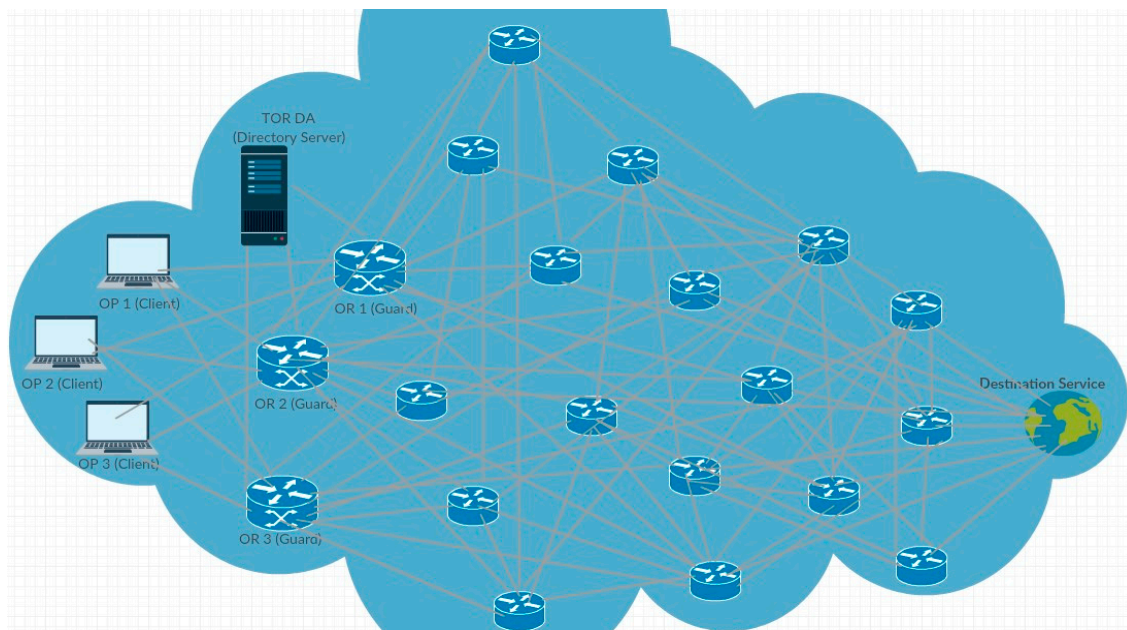 TOR DA
(Directory Server)
OP 1 (Client)
OR 1 (Guard)
OP 2 (Client)
OR 2 (Guard)
Destination Service
OP 3 (Client)
OR 3 (Guard)